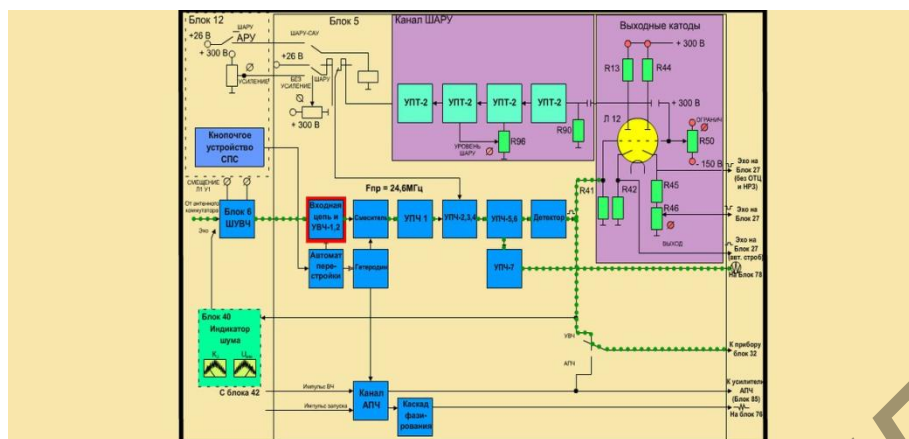 Блок 12
Блок 5
Канал ШАРУ
Выходные катоды
+26 В
ШАРУ
АРУ
ШАРУ-САУ
+ 300 В
+26 В
БЕЗ ШАРУ
УСИЛЕНИЕ
УСИЛЕНИЕ
+ 300 В
УПТ-2
УПТ-2
УПТ-2
УПТ-2
УРОВЕНЬ
ШАРУ
R96
R90
+ 300 В
R13
R44
+ 300 В
Л 12
ОГРАНИЧ
R50
- 150 В
R41
R42
R45
R46
ВЫХОД
Эхо на
Блок 27
(без ОТЦ
и НРЗ)
Эхо на
Блок 27
Эхо на
Блок 27
(авт. строб)
На Блок 78
Кнопочгое
устройство
СПС
СМЕЩЕНИЕ
Л1 У1
От антенного
коммутатора
Эхо
Блок 6
ШУВЧ
Fпр = 24,6МГц
Входная
цепь и
УВЧ-1,2
Смеситель
УПЧ 1
УПЧ-2,3,4
УПЧ-5,6
Детектор
Автомат
пере-
стройки
Гетеродин
УПЧ-7
Блок 40
Индикатор
шума
С блока 42
УВЧ
АПЧ
К прибору
блок 32
Импульс ВЧ
Импульс запуска
Канал
АПЧ
Каскад
фази-
рования
К усилителю
АПЧ
(Блок 85)
На блок 76